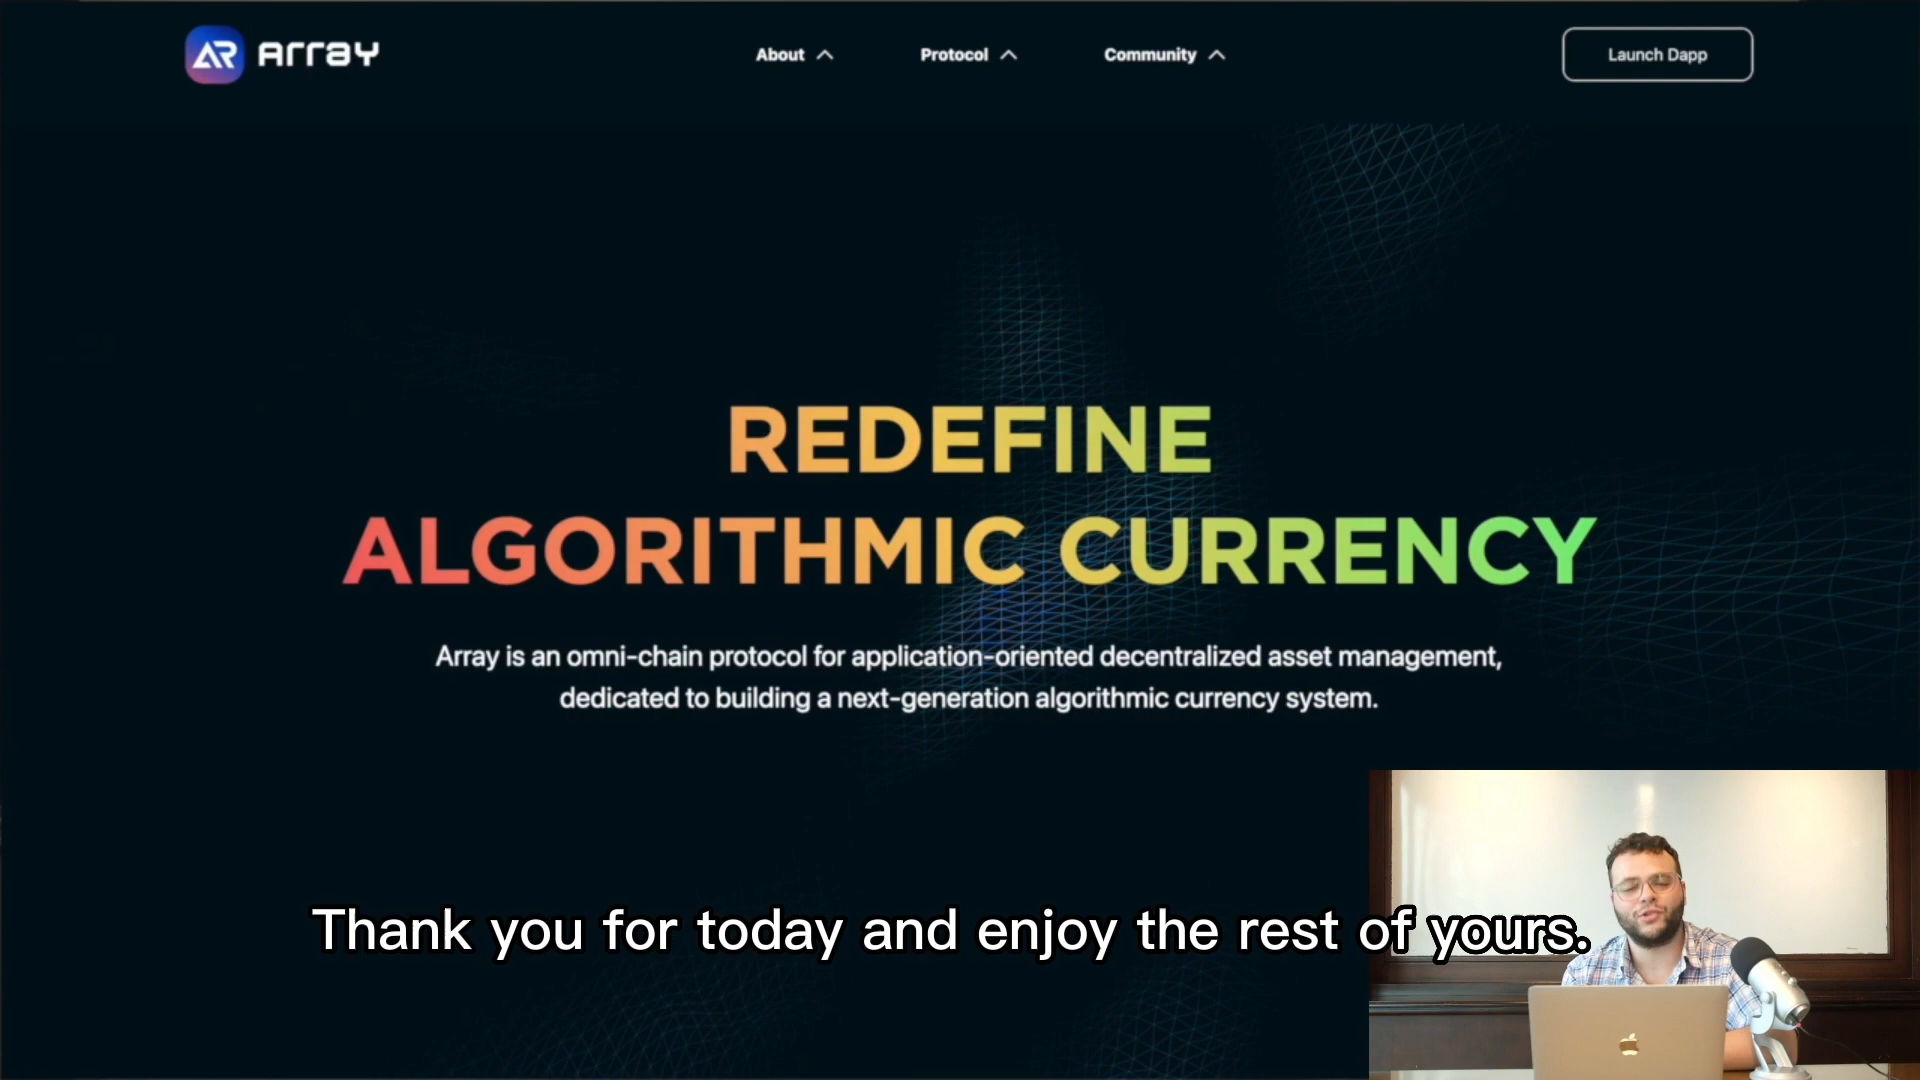 AR Array
About
Protocol
Community
Launch Dapp
REDEFINE
ALGORITHMIC CURRENCY
Array is an omni-chain protocol for application-oriented decentralized asset management,
dedicated to building a next-generation algorithmic currency system.
Thank you for today and enjoy the rest of yours.